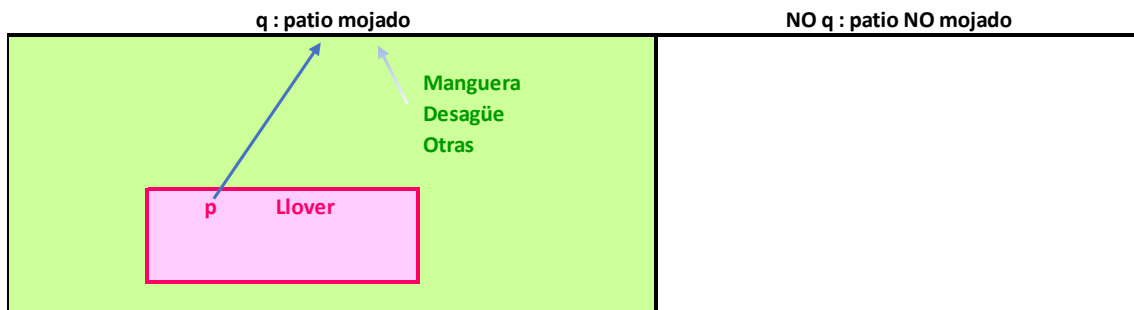 q : patio mojado
NO q : patio NO mojado
Manguera
Desagüe
Otras
p Llover